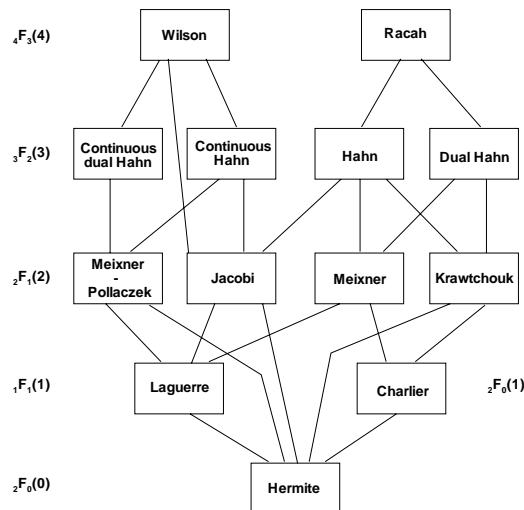 ₄F₃(4)
Wilson
Racah
₃F₂(3)
Continuous
dual Hahn
Continuous
Hahn
Hahn
Dual Hahn
₂F₁(2)
Meixner
-
Pollaczek
Jacobi
Meixner
Krawtchouk
₁F₁(1)
Laguerre
Charlier
₂F₀(1)
₂F₀(0)
Hermite